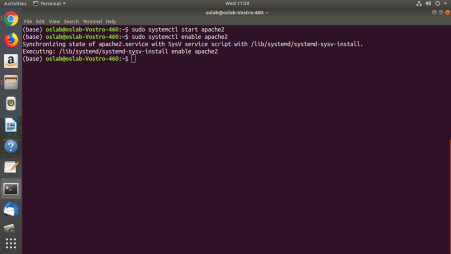 Activities Terminal Wed 11:29
oslab@oslab-Vostro-460: ~
File Edit View Search Terminal Help
(base) oslab@oslab-Vostro-460:~$ sudo systemctl start apache2
(base) oslab@oslab-Vostro-460:~$ sudo systemctl enable apache2
Synchronizing state of apache2.service with SysV service script with /lib/systemd/systemd-sysv-install.
Executing: /lib/systemd/systemd-sysv-install enable apache2
(base) oslab@oslab-Vostro-460:~$